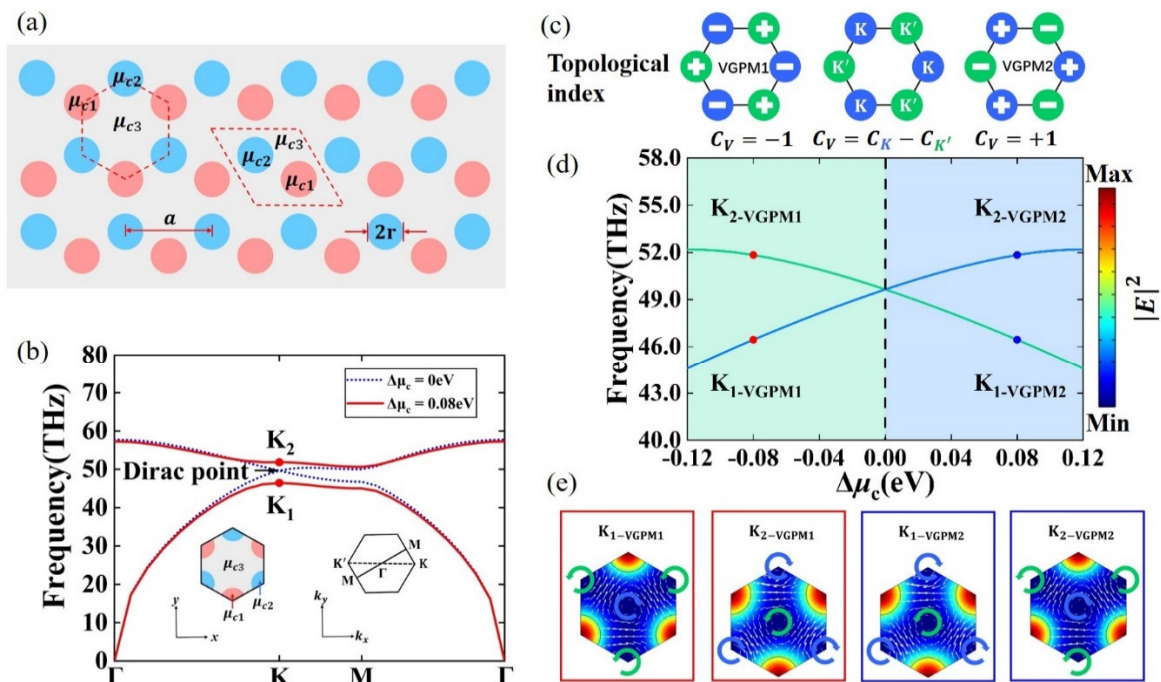 (a)
μc2
μc1
μc3
μc3
μc2
μc1
a
2r
(b)
80
70
60
50
40
30
20
10
0
Frequency(THz)
Δμc = 0eV
Δμc = 0.08eV
K2
Dirac point
K1
μc3
μc2
μc1
y
x
M
K′
K
M
Γ
ky
kx
Γ
K
M
Γ
(c)
Topological
index
− + − + − +
VGPM1
K K′ K K′ K K′
+ − + − + −
VGPM2
CV = −1
CV = CK − CK′
CV = +1
(d)
58.0
55.0
52.0
49.0
46.0
43.0
40.0
Frequency(THz)
K2-VGPM1
K2-VGPM2
K1-VGPM1
K1-VGPM2
-0.12 -0.08 -0.04 0.00 0.04 0.08 0.12
Δμc(eV)
Max
|E|²
Min
(e)
K1-VGPM1
K2-VGPM1
K1-VGPM2
K2-VGPM2